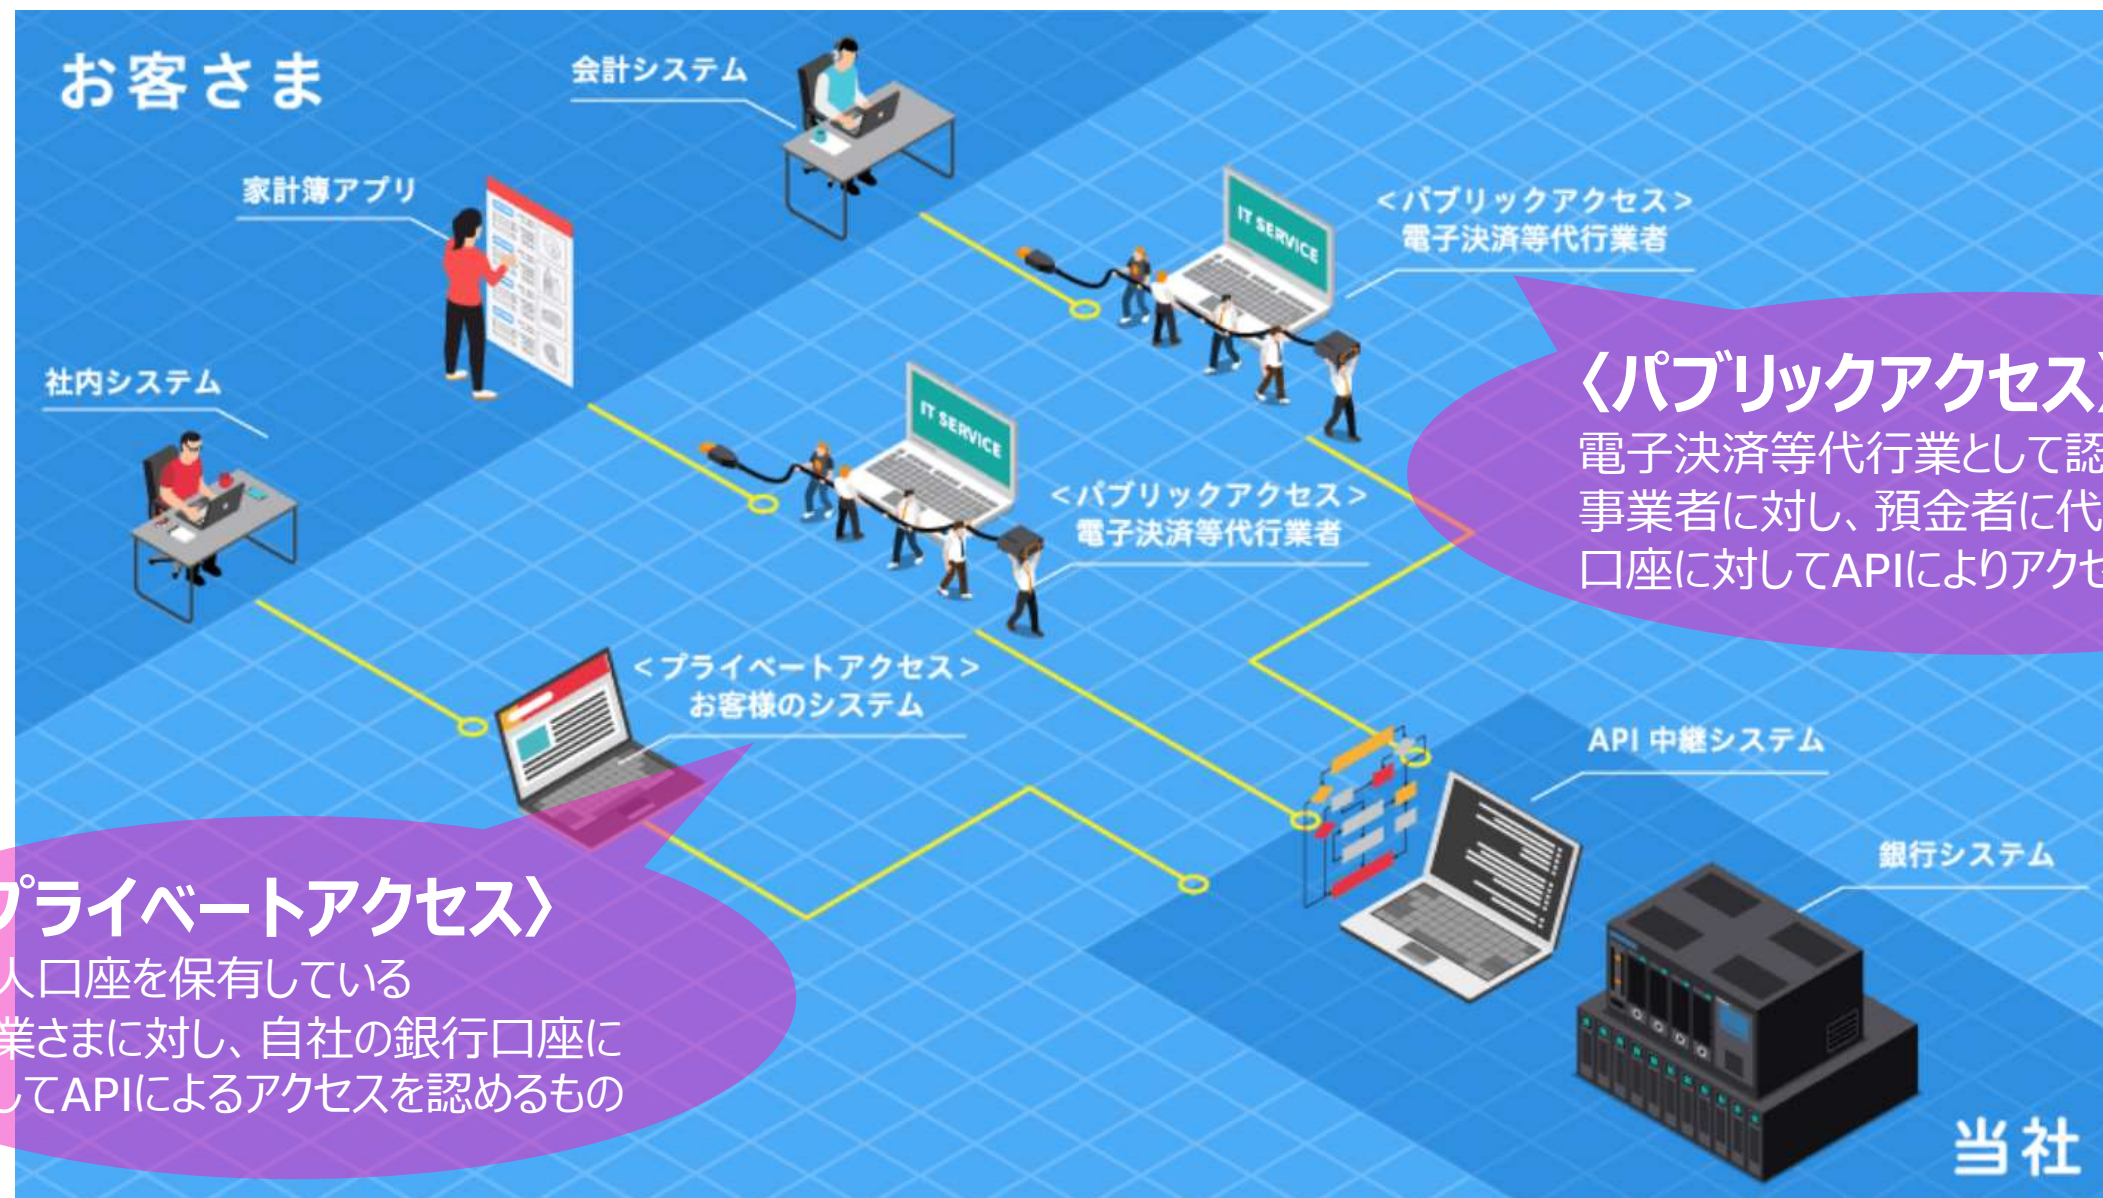 お客さま
会計システム
家計簿アプリ
<パブリックアクセス>
電子決済等代行業者
IT SERVICE
〈パブリックアクセス〉
電子決済等代行業として認
事業者に対し、預金者に代
口座に対してAPIによりアクセ
社内システム
IT SERVICE
<パブリックアクセス>
電子決済等代行業者
<プライベートアクセス>
お客様のシステム
API 中継システム
銀行システム
プライベートアクセス〉
人口座を保有している
業さまに対し、自社の銀行口座に
してAPIによるアクセスを認めるもの
当社